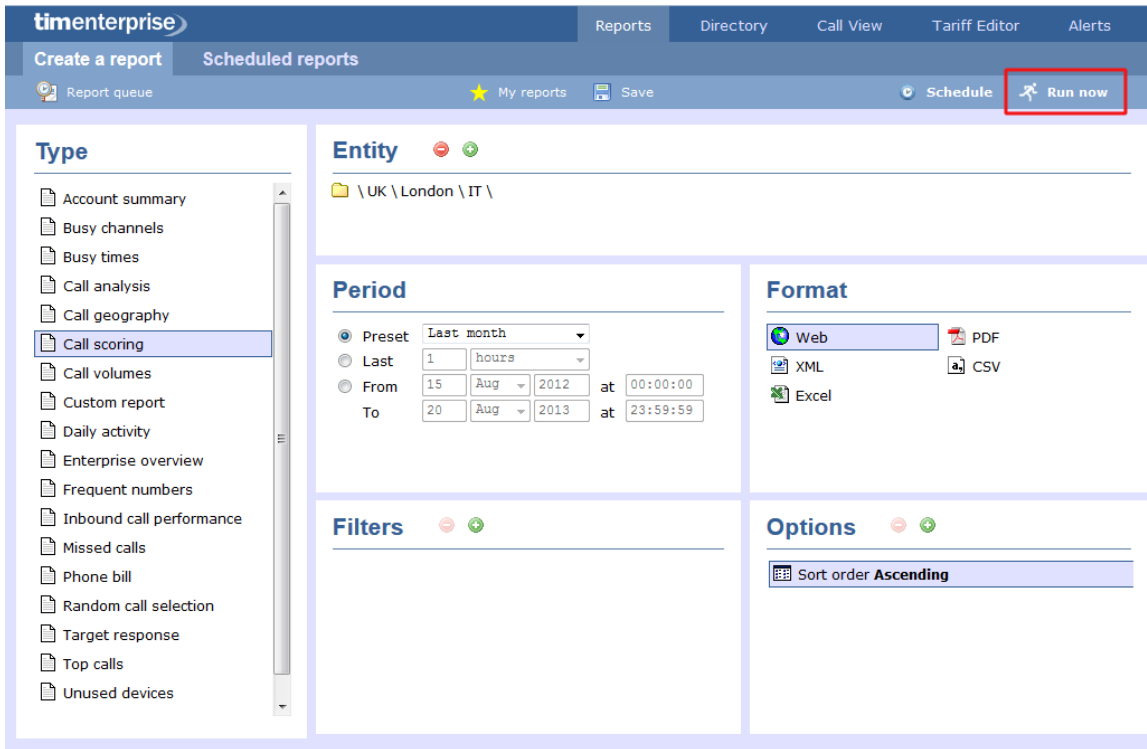 timenterprise
Reports Directory Call View Tariff Editor Alerts
Create a report Scheduled reports
Report queue My reports Save Schedule Run now
Type
Account summary
Busy channels
Busy times
Call analysis
Call geography
Call scoring
Call volumes
Custom report
Daily activity
Enterprise overview
Frequent numbers
Inbound call performance
Missed calls
Phone bill
Random call selection
Target response
Top calls
Unused devices
Entity
\ UK \ London \ IT \
Period
Preset Last month
Last 1 hours
From 15 Aug 2012 at 00:00:00
To 20 Aug 2013 at 23:59:59
Format
Web PDF
XML CSV
Excel
Filters
Options
Sort order Ascending